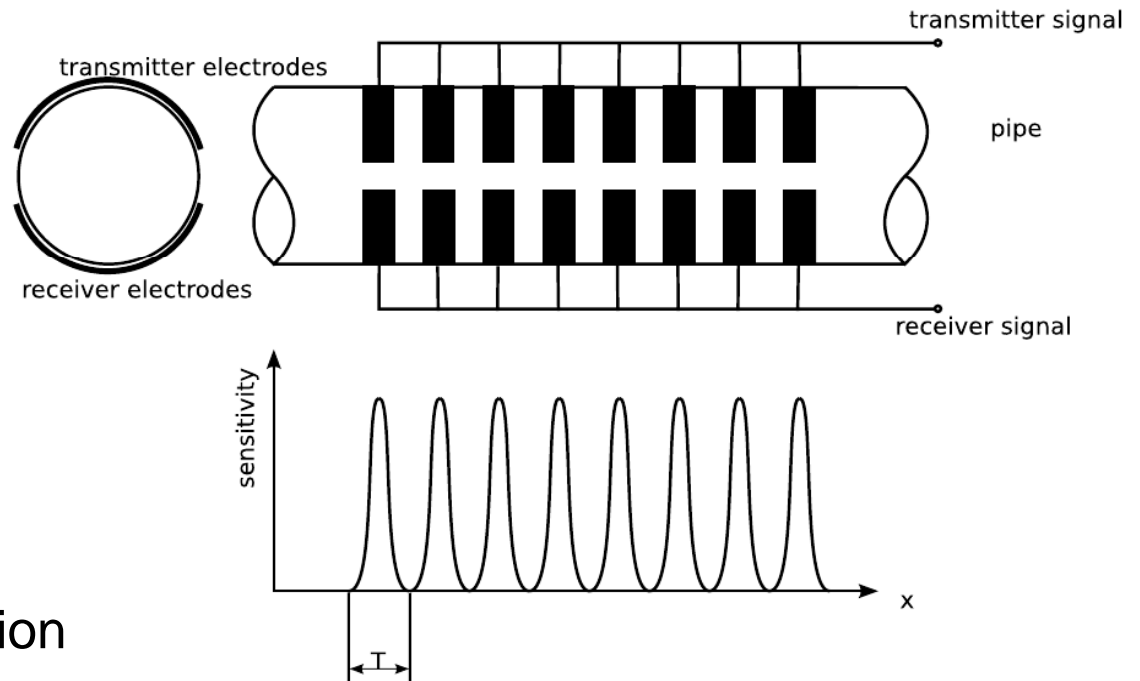 transmitter signal
transmitter electrodes
pipe
receiver electrodes
receiver signal
sensitivity
x
ion
T